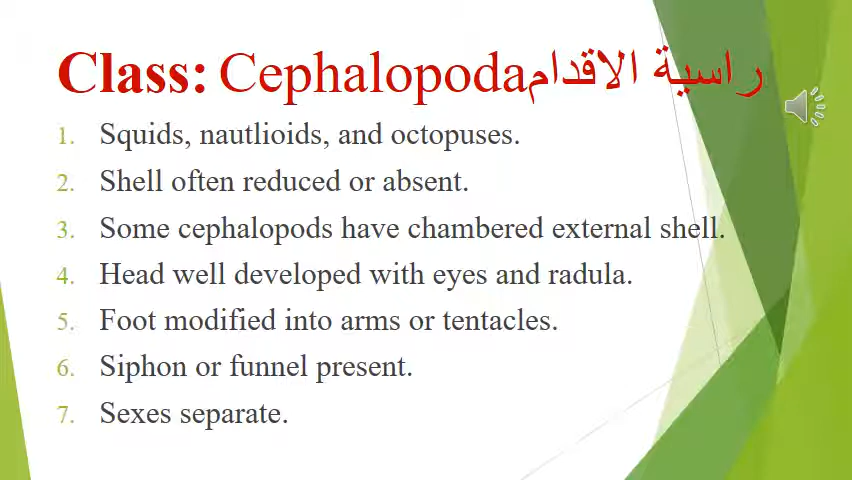 Class: Cephalopoda راسية الاقدام
1. Squids, nautlioids, and octopuses.
2. Shell often reduced or absent.
3. Some cephalopods have chambered external shell.
4. Head well developed with eyes and radula.
5. Foot modified into arms or tentacles.
6. Siphon or funnel present.
7. Sexes separate.